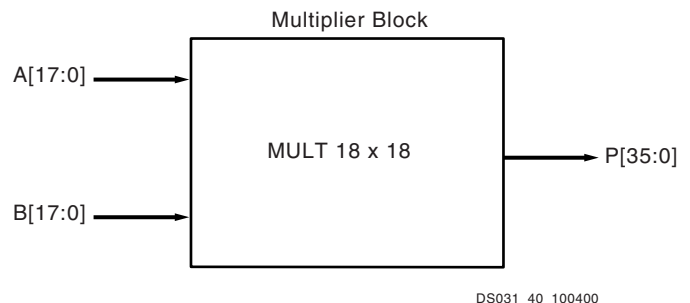 Multiplier Block
A[17:0]
MULT 18 x 18
P[35:0]
B[17:0]
DS031_40_100400